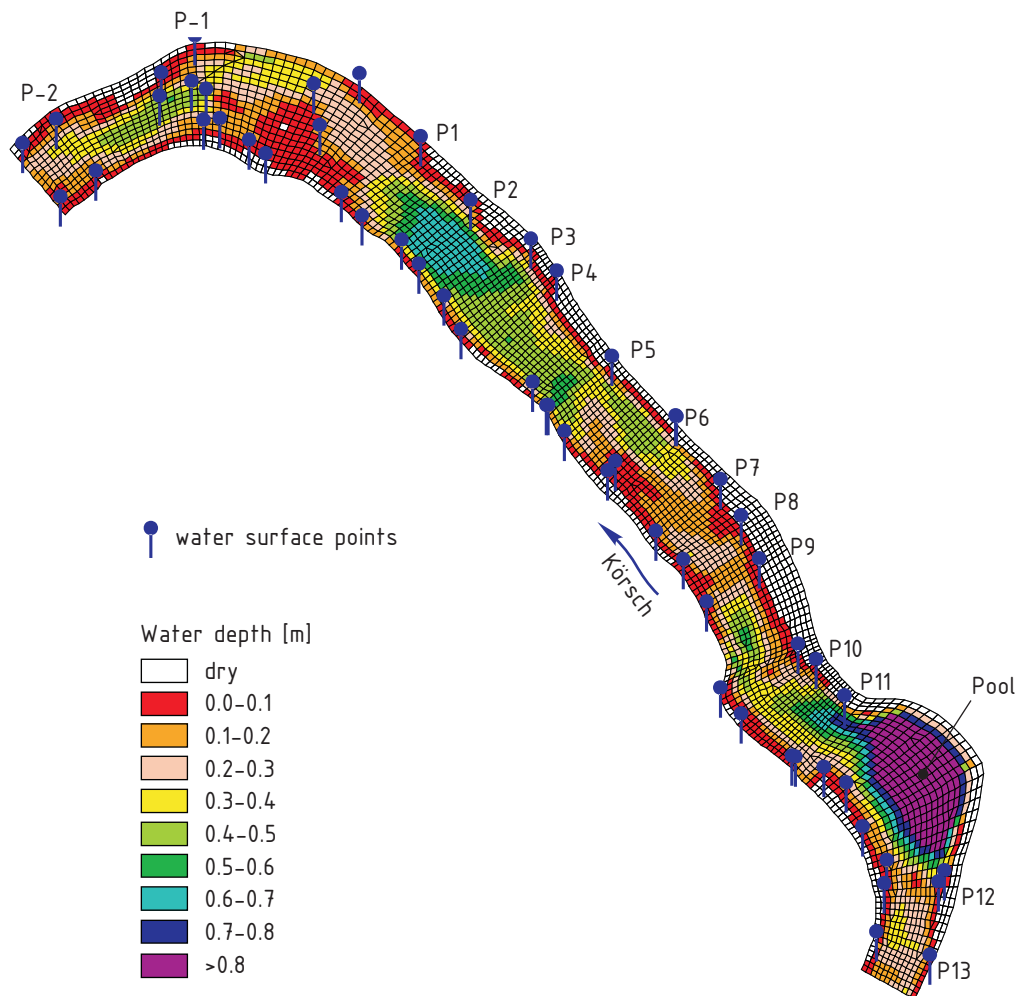 P-1
P-2
P1
P2
P3
P4
P5
P6
P7
P8
P9
P10
P11
Pool
P12
P13
Körsch
water surface points
Water depth [m]
dry
0.0-0.1
0.1-0.2
0.2-0.3
0.3-0.4
0.4-0.5
0.5-0.6
0.6-0.7
0.7-0.8
>0.8